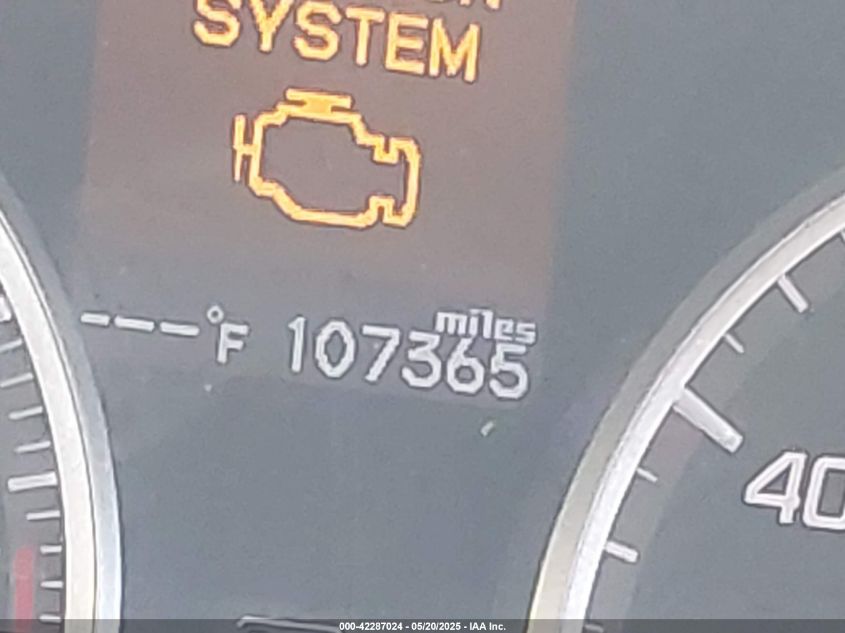 SYSTEM
---°F 107365 miles
40
000-42287024 - 05/20/2025 - IAA Inc.